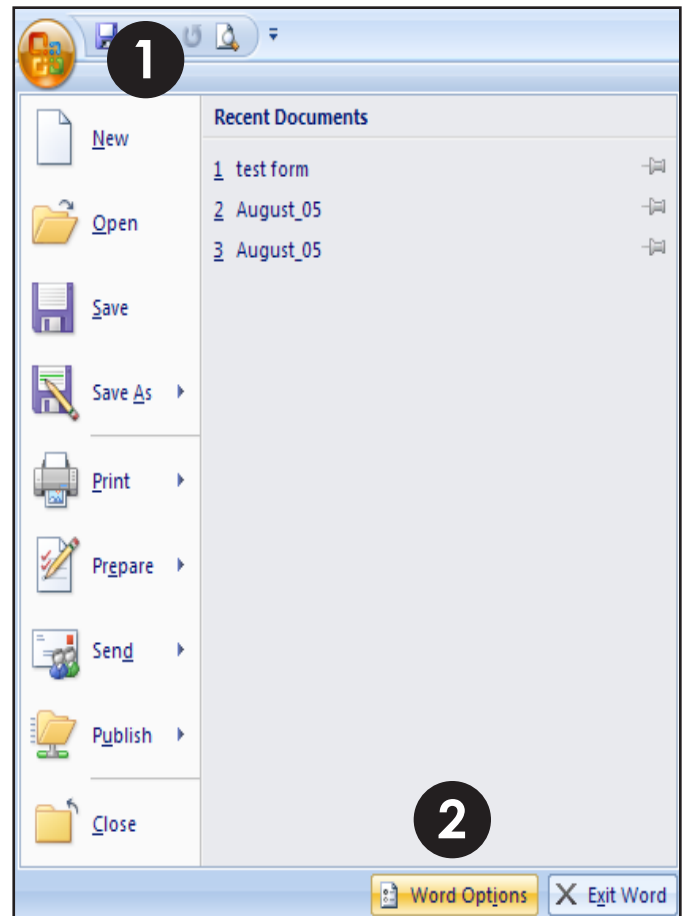 1
Recent Documents
New
1 test form
2 August_05
Open
3 August_05
Save
Save As
Print
Prepare
Send
Publish
2
Close
Word Options
Exit Word